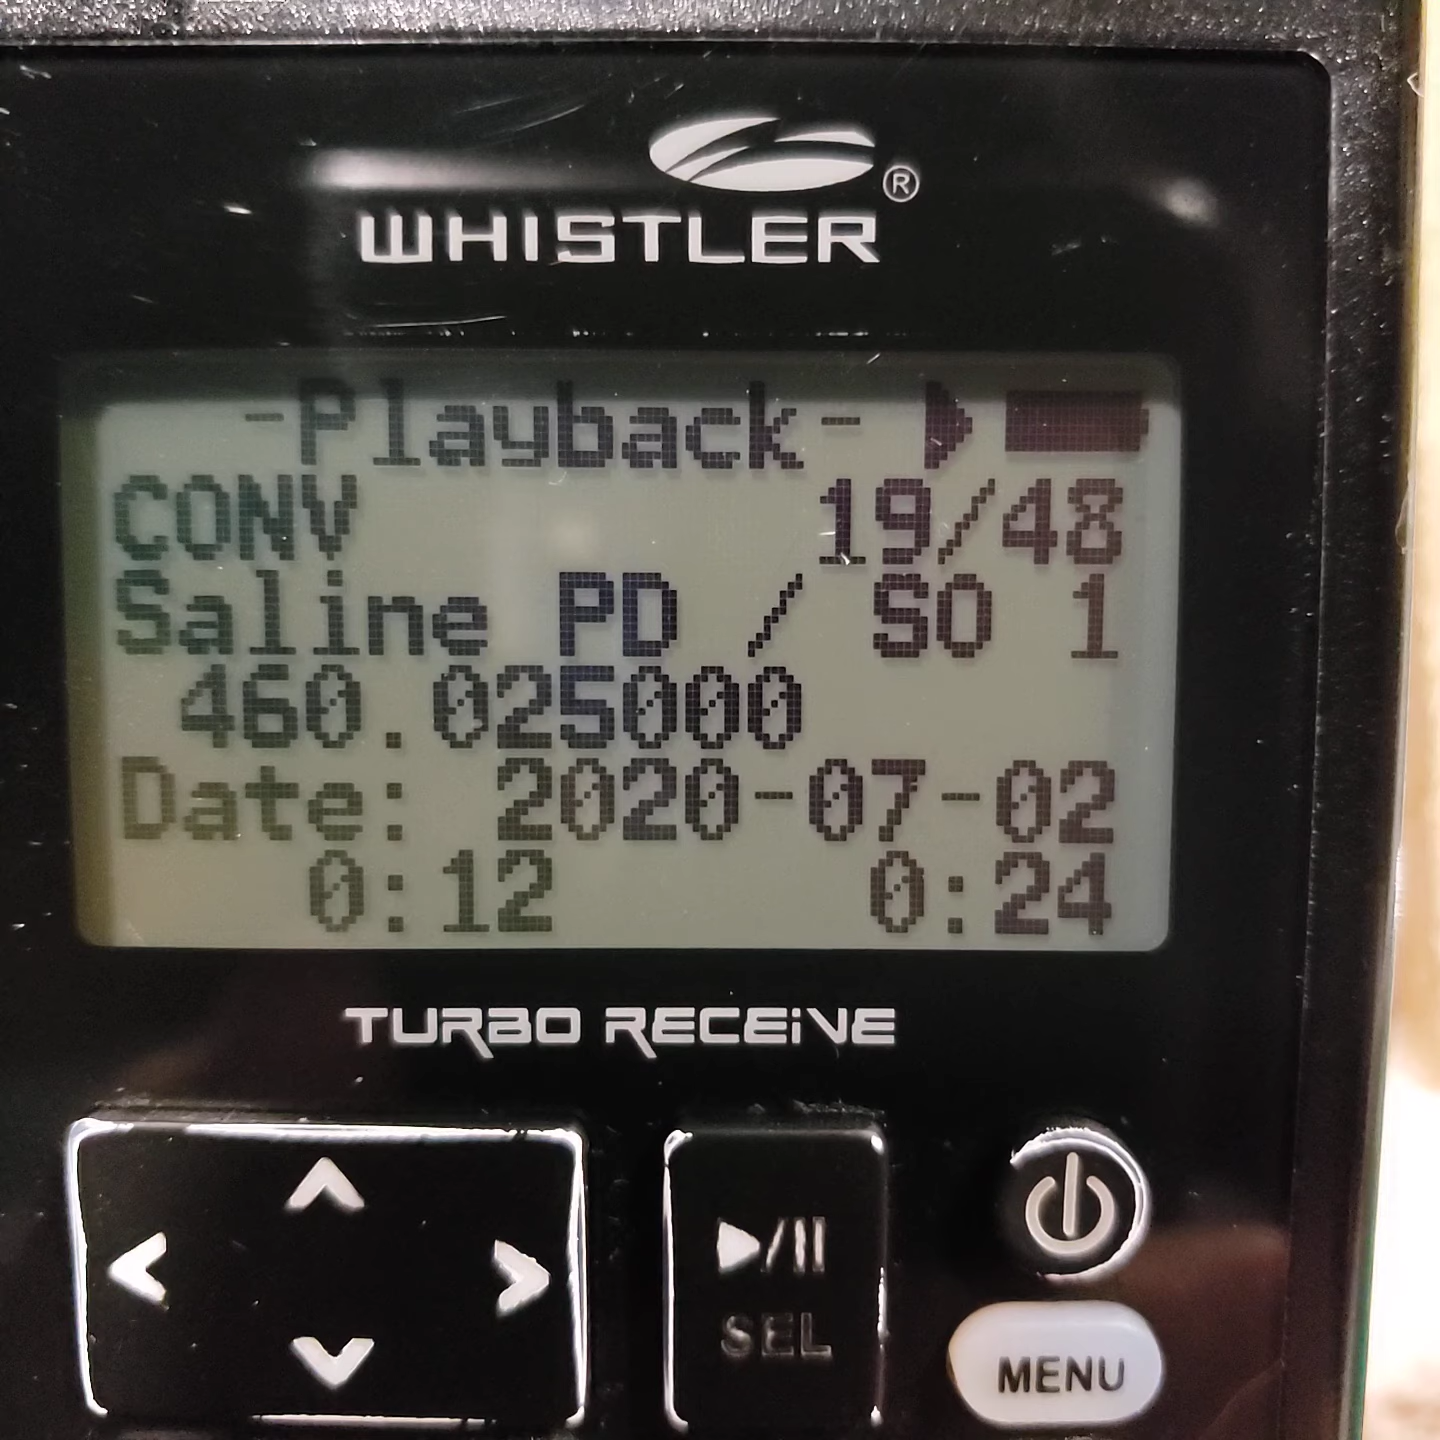 WHISTLER®
-Playback-
CONV 19/48
Saline PD / SO 1
460.025000
Date: 2020-07-02
0:12 0:24
TURBO RECEIVE
SEL
MENU